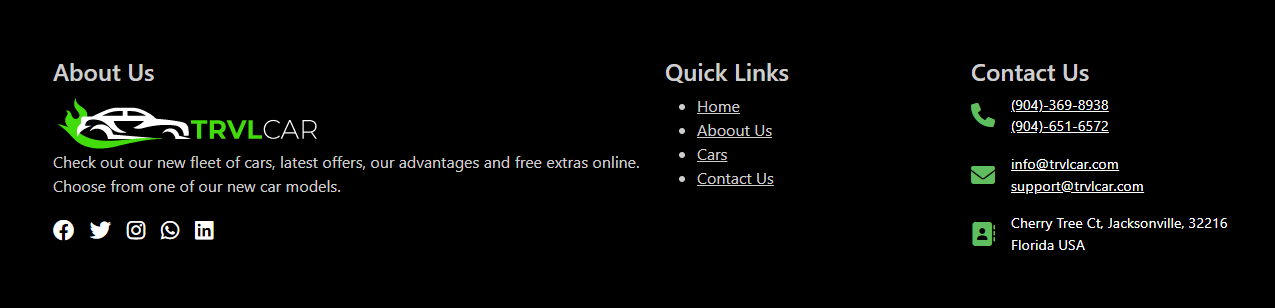 About Us
TRVLCAR
Check out our new fleet of cars, latest offers, our advantages and free extras online.
Choose from one of our new car models.
Quick Links
Home
Aboout Us
Cars
Contact Us
Contact Us
(904)-369-8938
(904)-651-6572
info@trvlcar.com
support@trvlcar.com
Cherry Tree Ct, Jacksonville, 32216
Florida USA